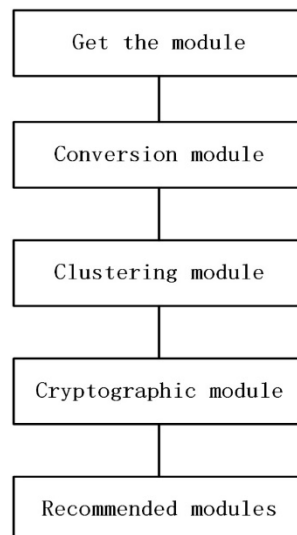 Get the module
Conversion module
Clustering module
Cryptographic module
Recommended modules